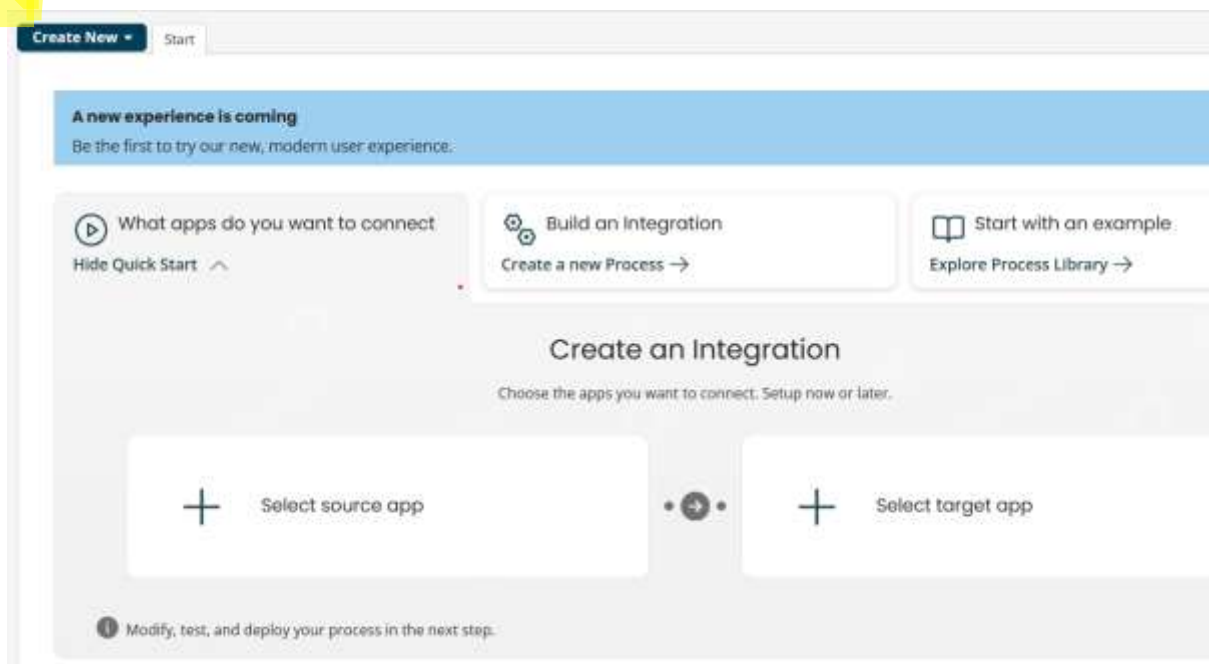 Create New
Start
A new experience is coming
Be the first to try our new, modern user experience.
What apps do you want to connect
Hide Quick Start
Build an Integration
Create a new Process →
Start with an example
Explore Process Library →
Create an Integration
Choose the apps you want to connect. Setup now or later.
Select source app
Select target app
Modify, test, and deploy your process in the next step.